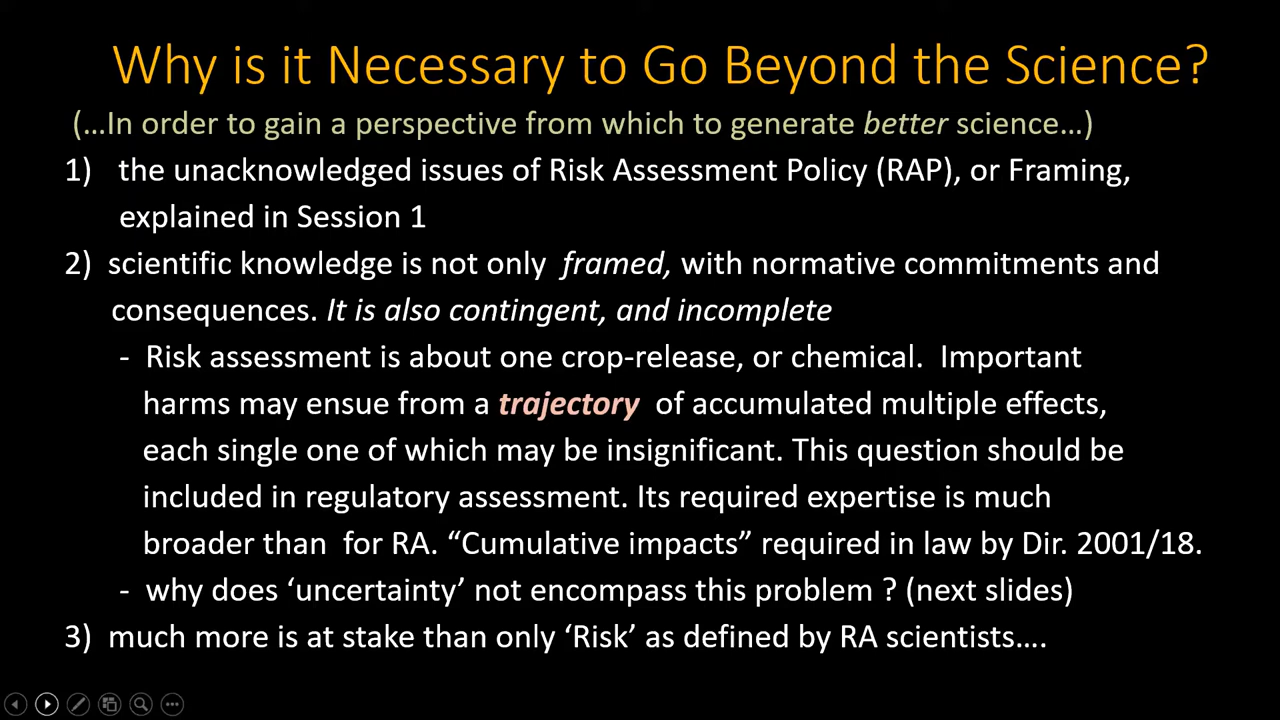 Why is it Necessary to Go Beyond the Science?
(...In order to gain a perspective from which to generate better science...)
1) the unacknowledged issues of Risk Assessment Policy (RAP), or Framing,
explained in Session 1
2) scientific knowledge is not only framed, with normative commitments and
consequences. It is also contingent, and incomplete
- Risk assessment is about one crop-release, or chemical. Important
harms may ensue from a trajectory of accumulated multiple effects,
each single one of which may be insignificant. This question should be
included in regulatory assessment. Its required expertise is much
broader than for RA. “Cumulative impacts” required in law by Dir. 2001/18.
- why does ‘uncertainty’ not encompass this problem ? (next slides)
3) much more is at stake than only ‘Risk’ as defined by RA scientists....